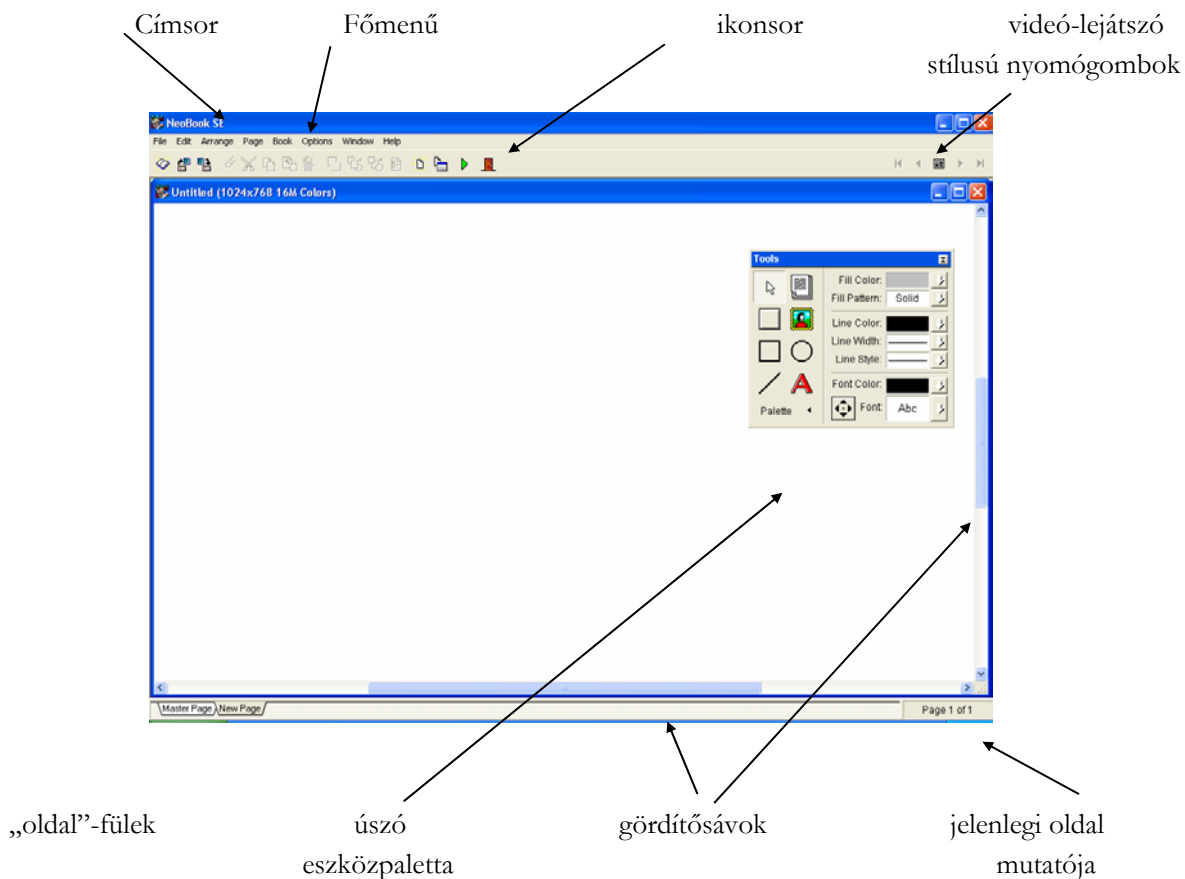 Címsor Főmenű ikonsor videó-lejátszó
stílusú nyomógombok
NeoBook SE
File Edit Arrange Page Book Options Window Help
Untitled (1024x768 16M Colors)
Tools
Fill Color:
Fill Pattern: Solid
Line Color:
Line Width:
Line Style:
Font Color:
Palette Font: Abc
Master Page New Page Page 1 of 1
„oldal”-fülek úszó gördítősávok jelenlegi oldal
eszközpaletta mutatója